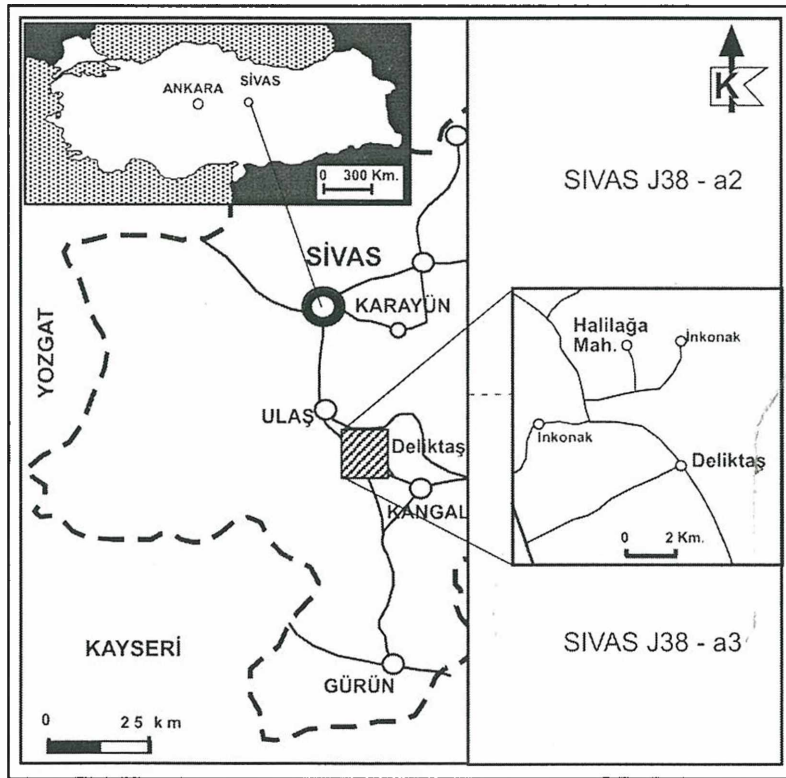 ANKARA
SİVAS
0 300 Km.
K
SIVAS J38 - a2
SİVAS
KARAYÜN
YOZGAT
Halilağa
Mah.
İnkonak
ULAŞ
Deliktaş
İnkonak
Deliktaş
KANGAL
0 2 Km.
KAYSERİ
GÜRÜN
SIVAS J38 - a3
0 25 km